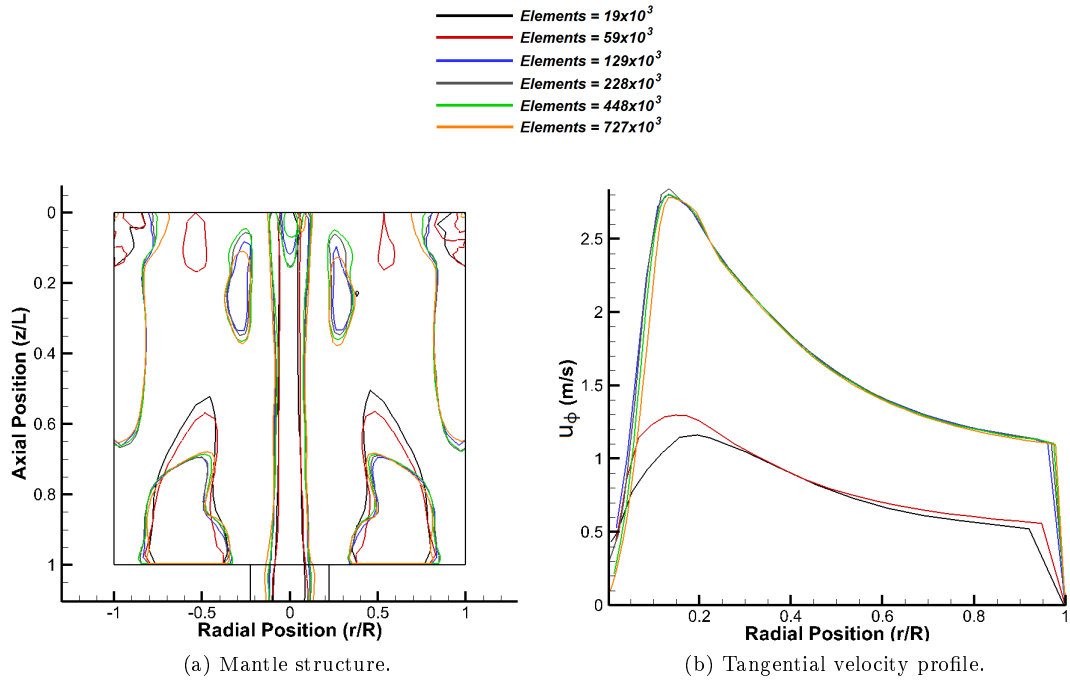 Elements = 19x10³
Elements = 59x10³
Elements = 129x10³
Elements = 228x10³
Elements = 448x10³
Elements = 727x10³
Axial Position (z/L)
0
0.2
0.4
0.6
0.8
1
-1
-0.5
0
0.5
1
Radial Position (r/R)
(a) Mantle structure.
uϕ (m/s)
2.5
2
1.5
1
0.5
0
0.2
0.4
0.6
0.8
1
Radial Position (r/R)
(b) Tangential velocity profile.